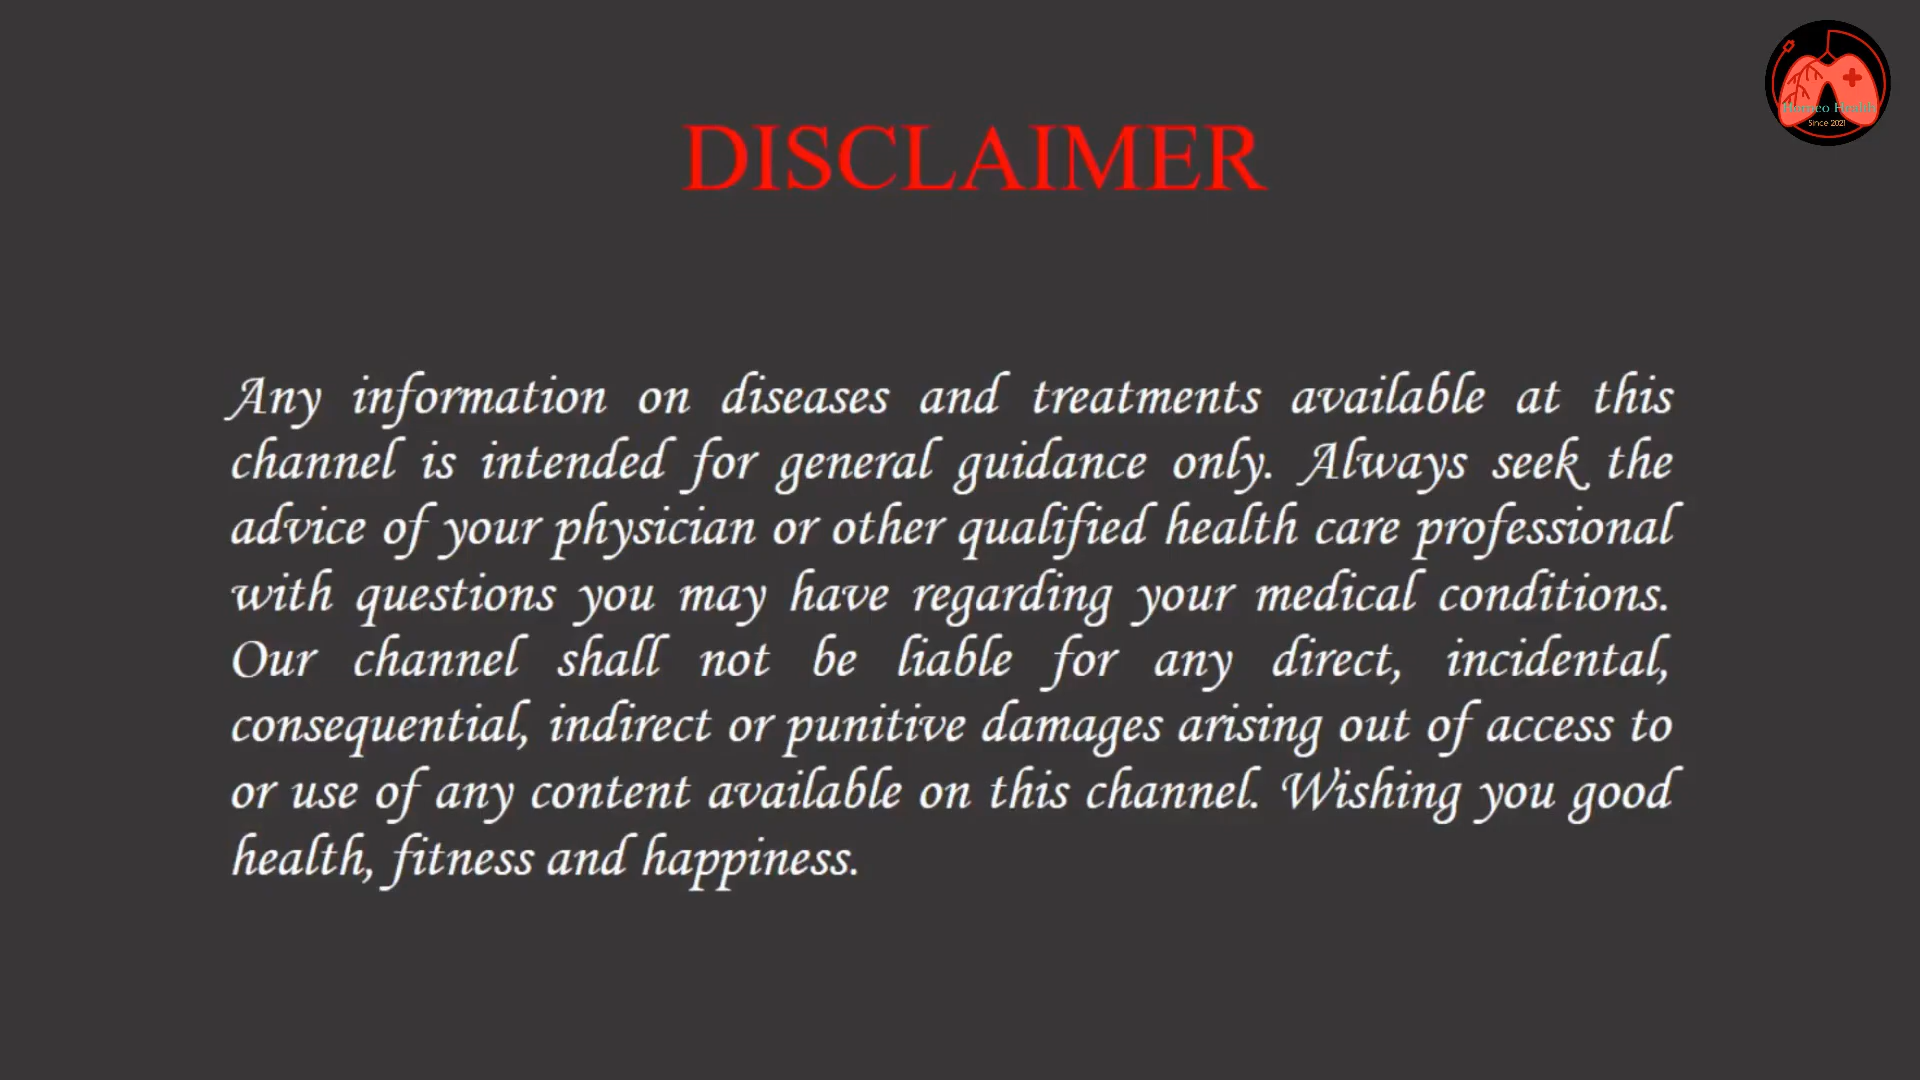 Homeo Health
Since 2021
DISCLAIMER
Any information on diseases and treatments available at this
channel is intended for general guidance only. Always seek the
advice of your physician or other qualified health care professional
with questions you may have regarding your medical conditions.
Our channel shall not be liable for any direct, incidental,
consequential, indirect or punitive damages arising out of access to
or use of any content available on this channel. Wishing you good
health, fitness and happiness.